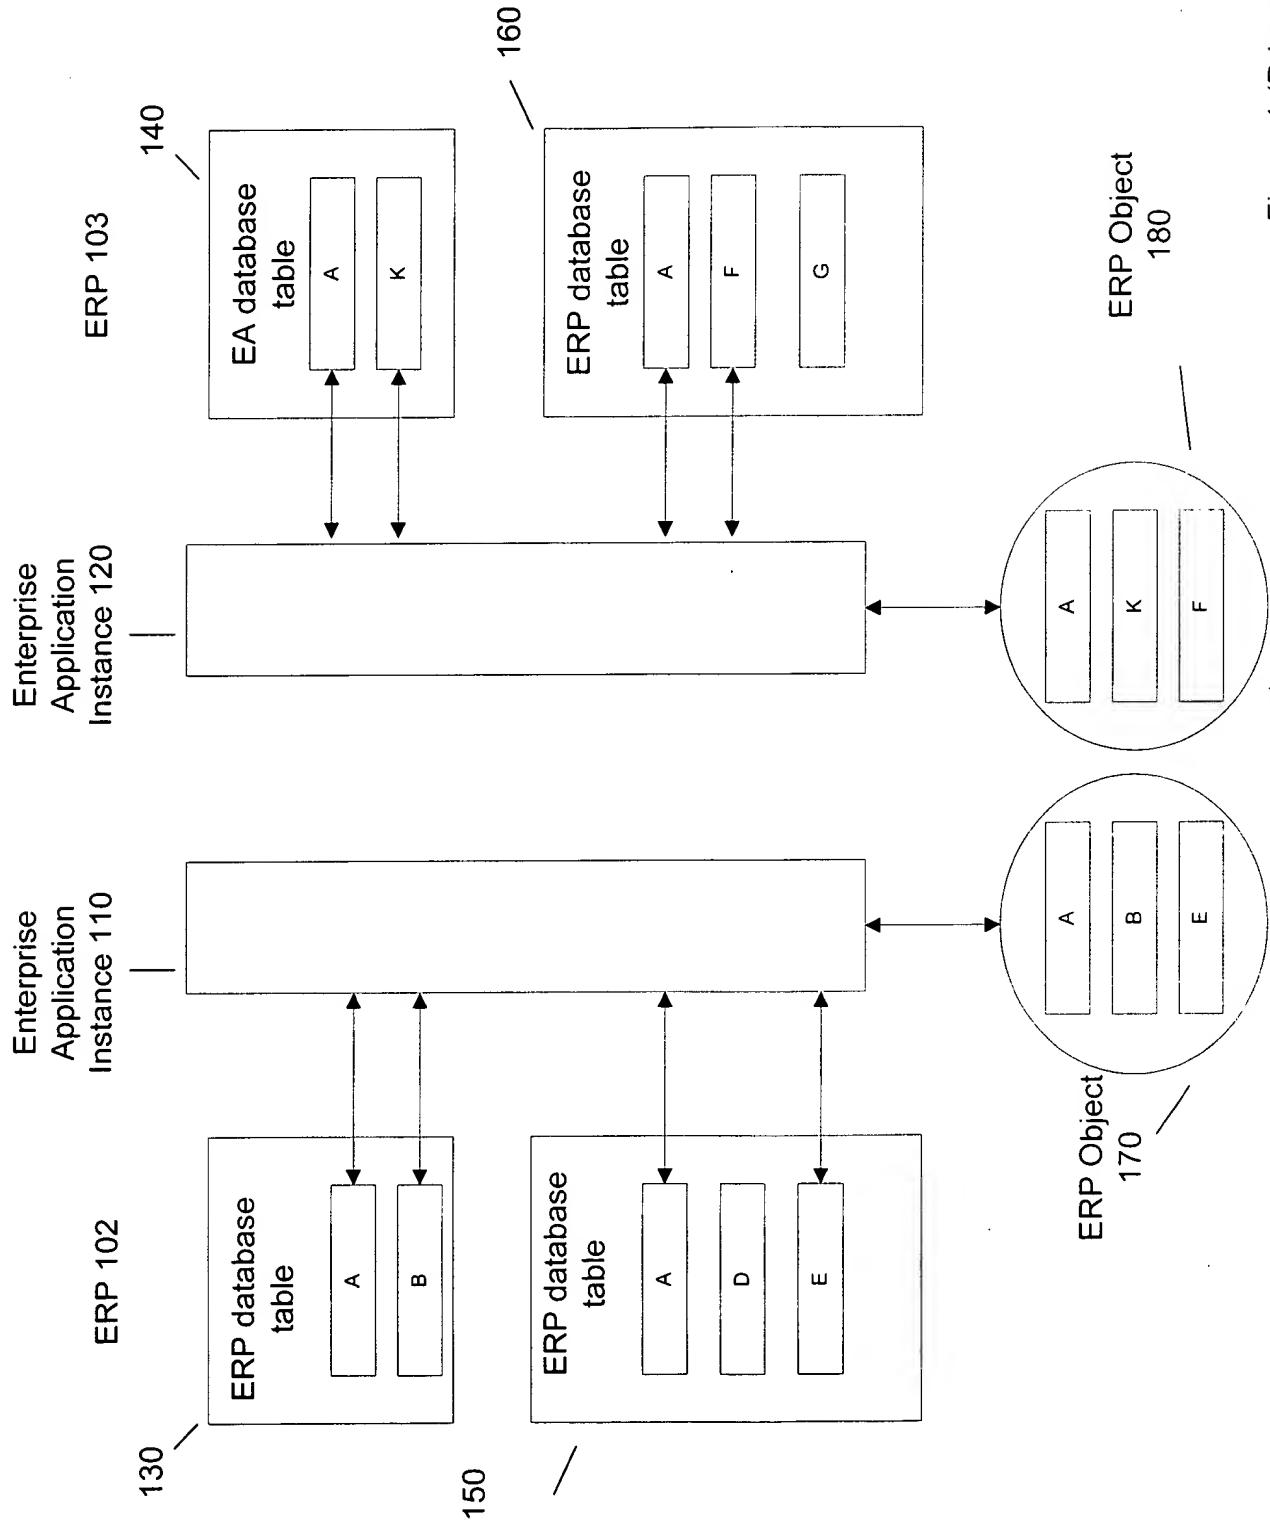 Enterprise
Application
Instance 110
Enterprise
Application
Instance 120
ERP 102
ERP 103
130
ERP database
table
A
B
140
EA database
table
A
K
150
ERP database
table
A
D
E
160
ERP database
table
A
F
G
ERP Object
170
A
B
E
A
K
F
ERP Object
180